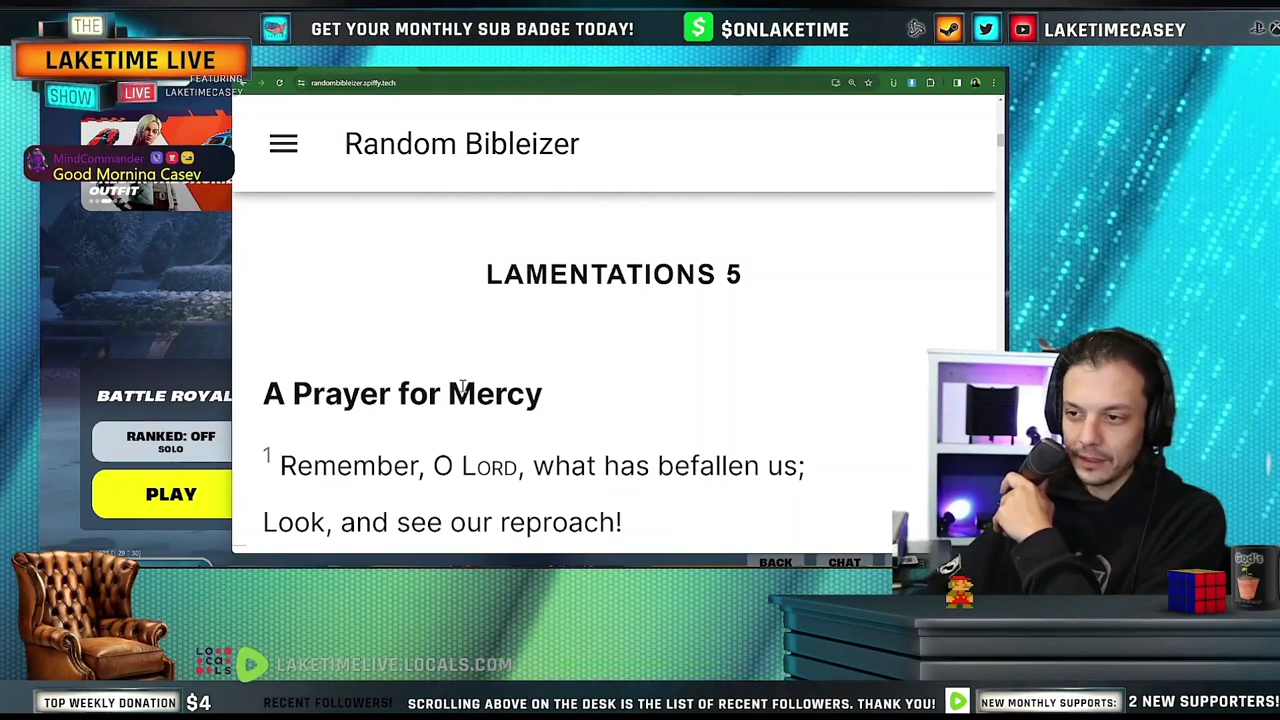 THE
LAKETIME LIVE
FEATURING
LAKETIMECASEY
SHOW
LIVE
GET YOUR MONTHLY SUB BADGE TODAY!
$ONLAKETIME
LAKETIMECASEY
randombibleizer.spiffy.tech
MindCommander
Good Morning Casey
OUTFIT
Random Bibleizer
LAMENTATIONS 5
A Prayer for Mercy
1 Remember, O LORD, what has befallen us;
Look, and see our reproach!
BATTLE ROYAL
RANKED: OFF
SOLO
PLAY
BACK
CHAT
God's
LOCALS
LAKETIMELIVE.LOCALS.COM
TOP WEEKLY DONATION
$4
RECENT FOLLOWERS:
SCROLLING ABOVE ON THE DESK IS THE LIST OF RECENT FOLLOWERS. THANK YOU!
NEW MONTHLY SUPPORTS:
2 NEW SUPPORTERS!